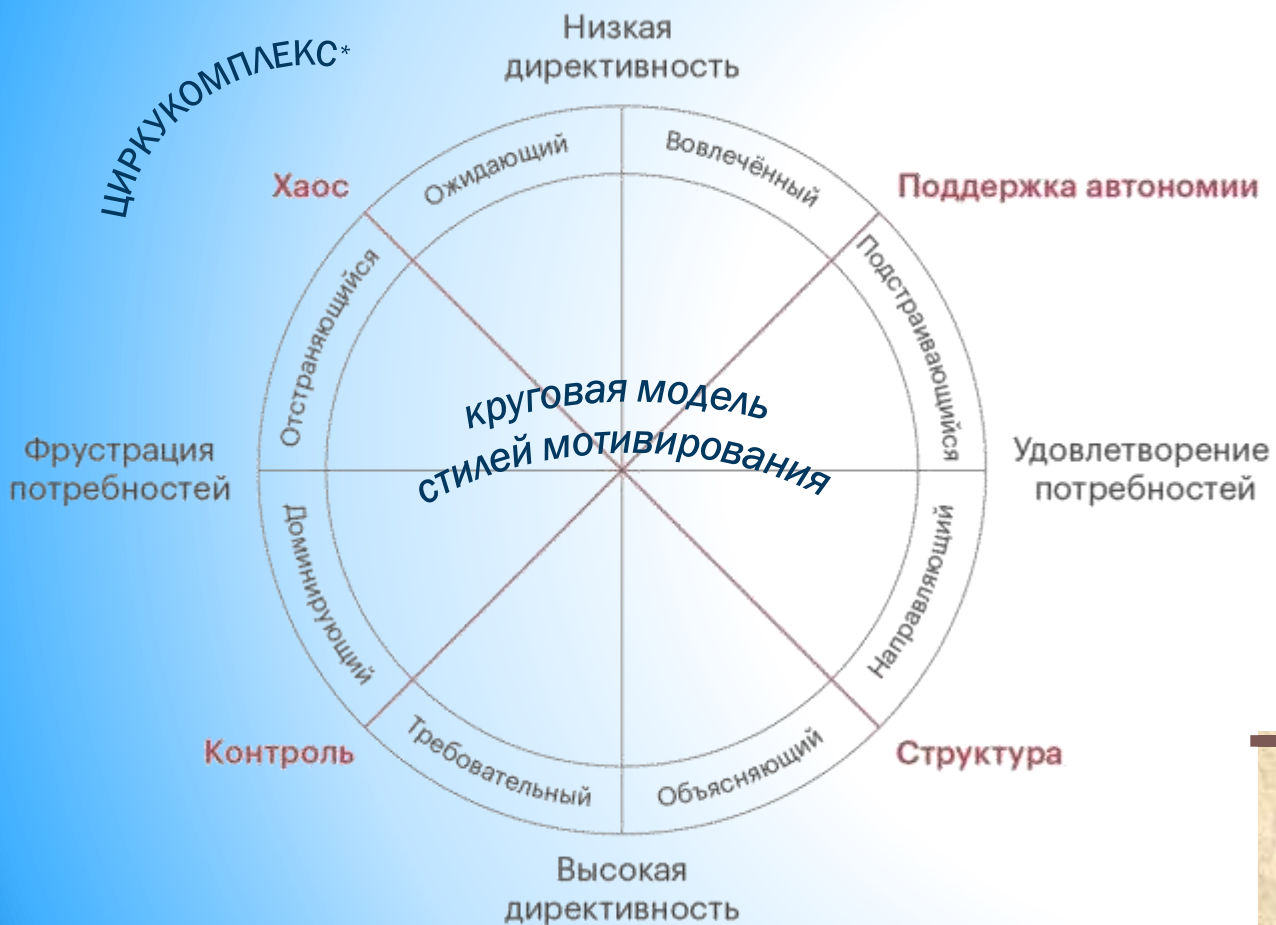 Низкая
директивность
ЦИРКУКОМПЛЕКС*
Ожидающий
Вовлечённый
Хаос
Поддержка автономии
Отстраняющийся
Подстраивающийся
круговая модель
стилей мотивирования
Фрустрация
потребностей
Удовлетворение
потребностей
Доминирующий
Направляющий
Контроль
Требовательный
Объясняющий
Структура
Высокая
директивность